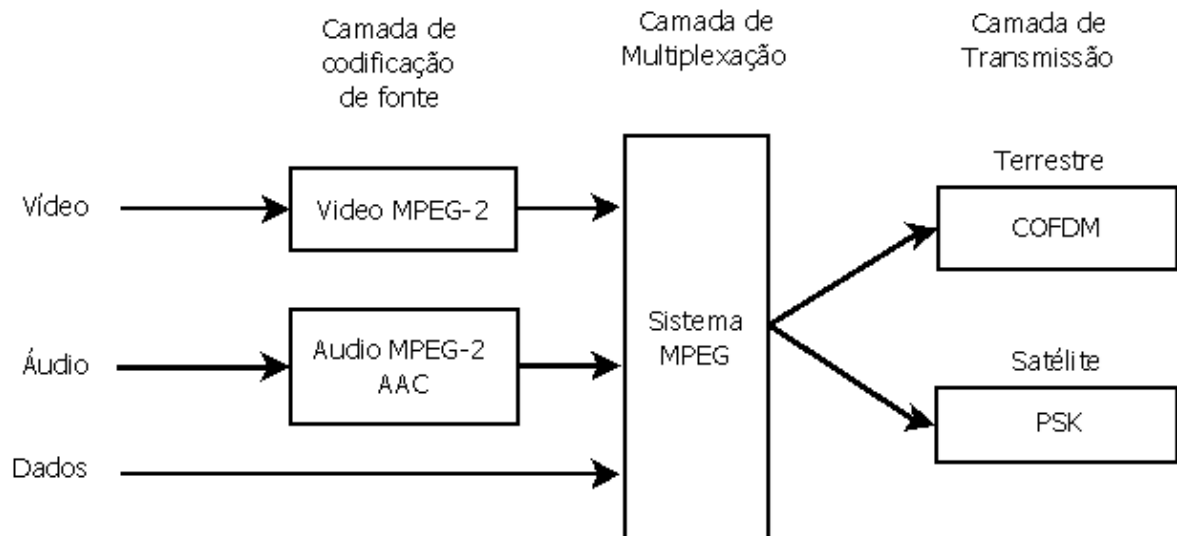 Camada de
codificação
de fonte
Camada de
Multiplexação
Camada de
Transmissão
Vídeo
Video MPEG-2
Áudio
Audio MPEG-2
AAC
Dados
Sistema
MPEG
Terrestre
COFDM
Satélite
PSK